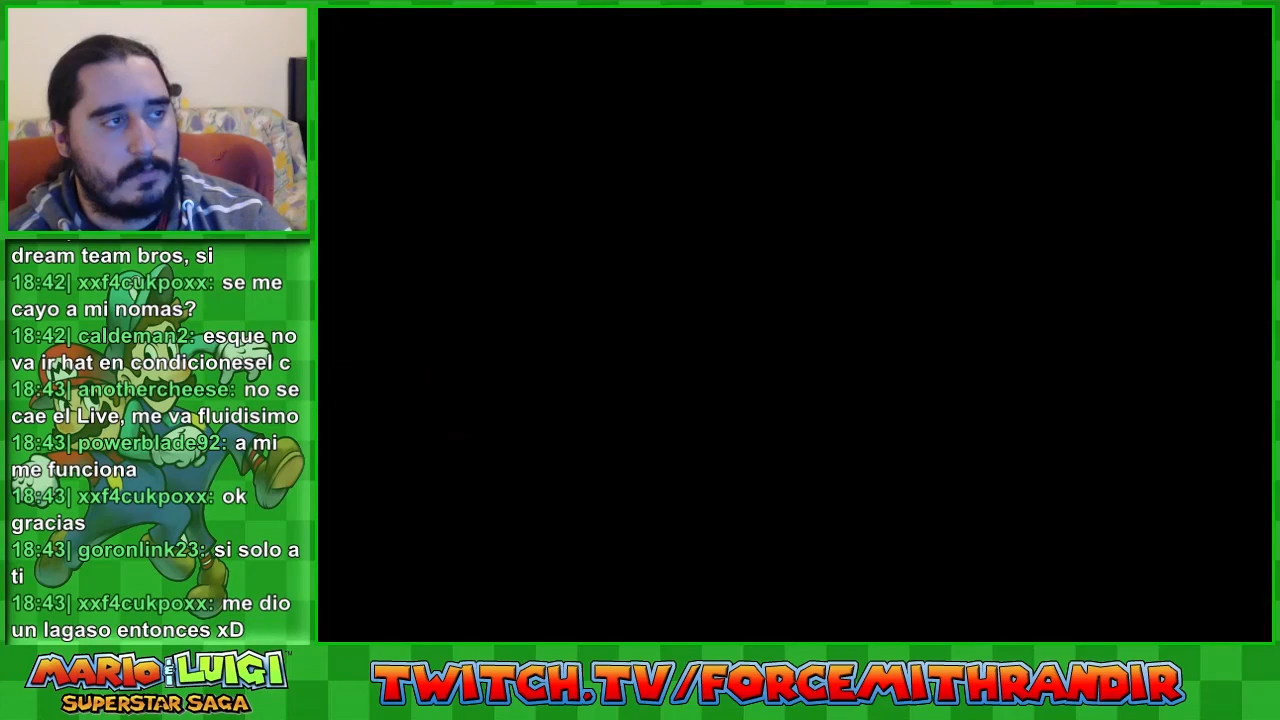 dream team bros, si
18:42| xxf4cukpoxx: se me
cayo a mi nomas?
18:42| caldeman2: esque no
va ir hat en condicionesel c
18:43| anothercheese: no se
cae el Live, me va fluidisimo
18:43| powerblade92: a mi
me funciona
18:43| xxf4cukpoxx: ok
gracias
18:43| goronlink23: si solo a
ti
18:43| xxf4cukpoxx: me dio
un lagaso entonces xD
MARIO & LUIGI
SUPERSTAR SAGA
TWITCH.TV/FORCEMITHRANDIR